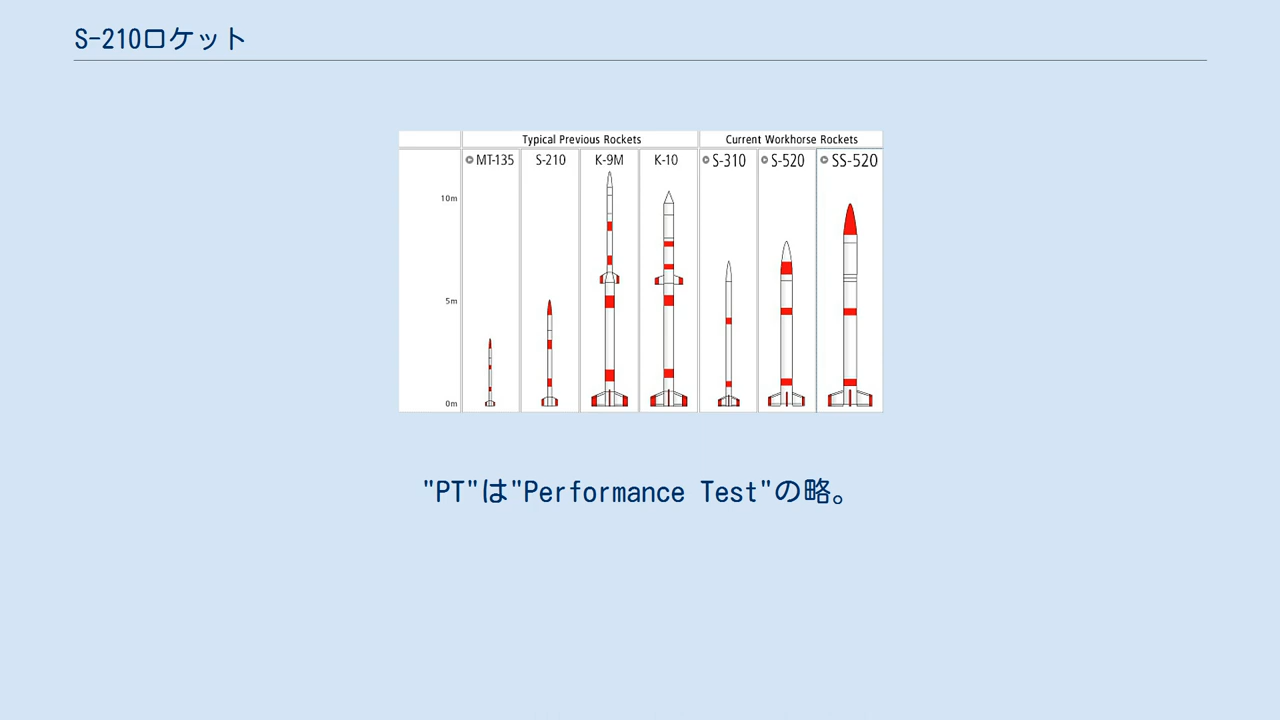 S-210ロケット
Typical Previous Rockets Current Workhorse Rockets
MT-135 S-210 K-9M K-10 S-310 S-520 SS-520
10m
5m
0m
"PT"は"Performance Test"の略。